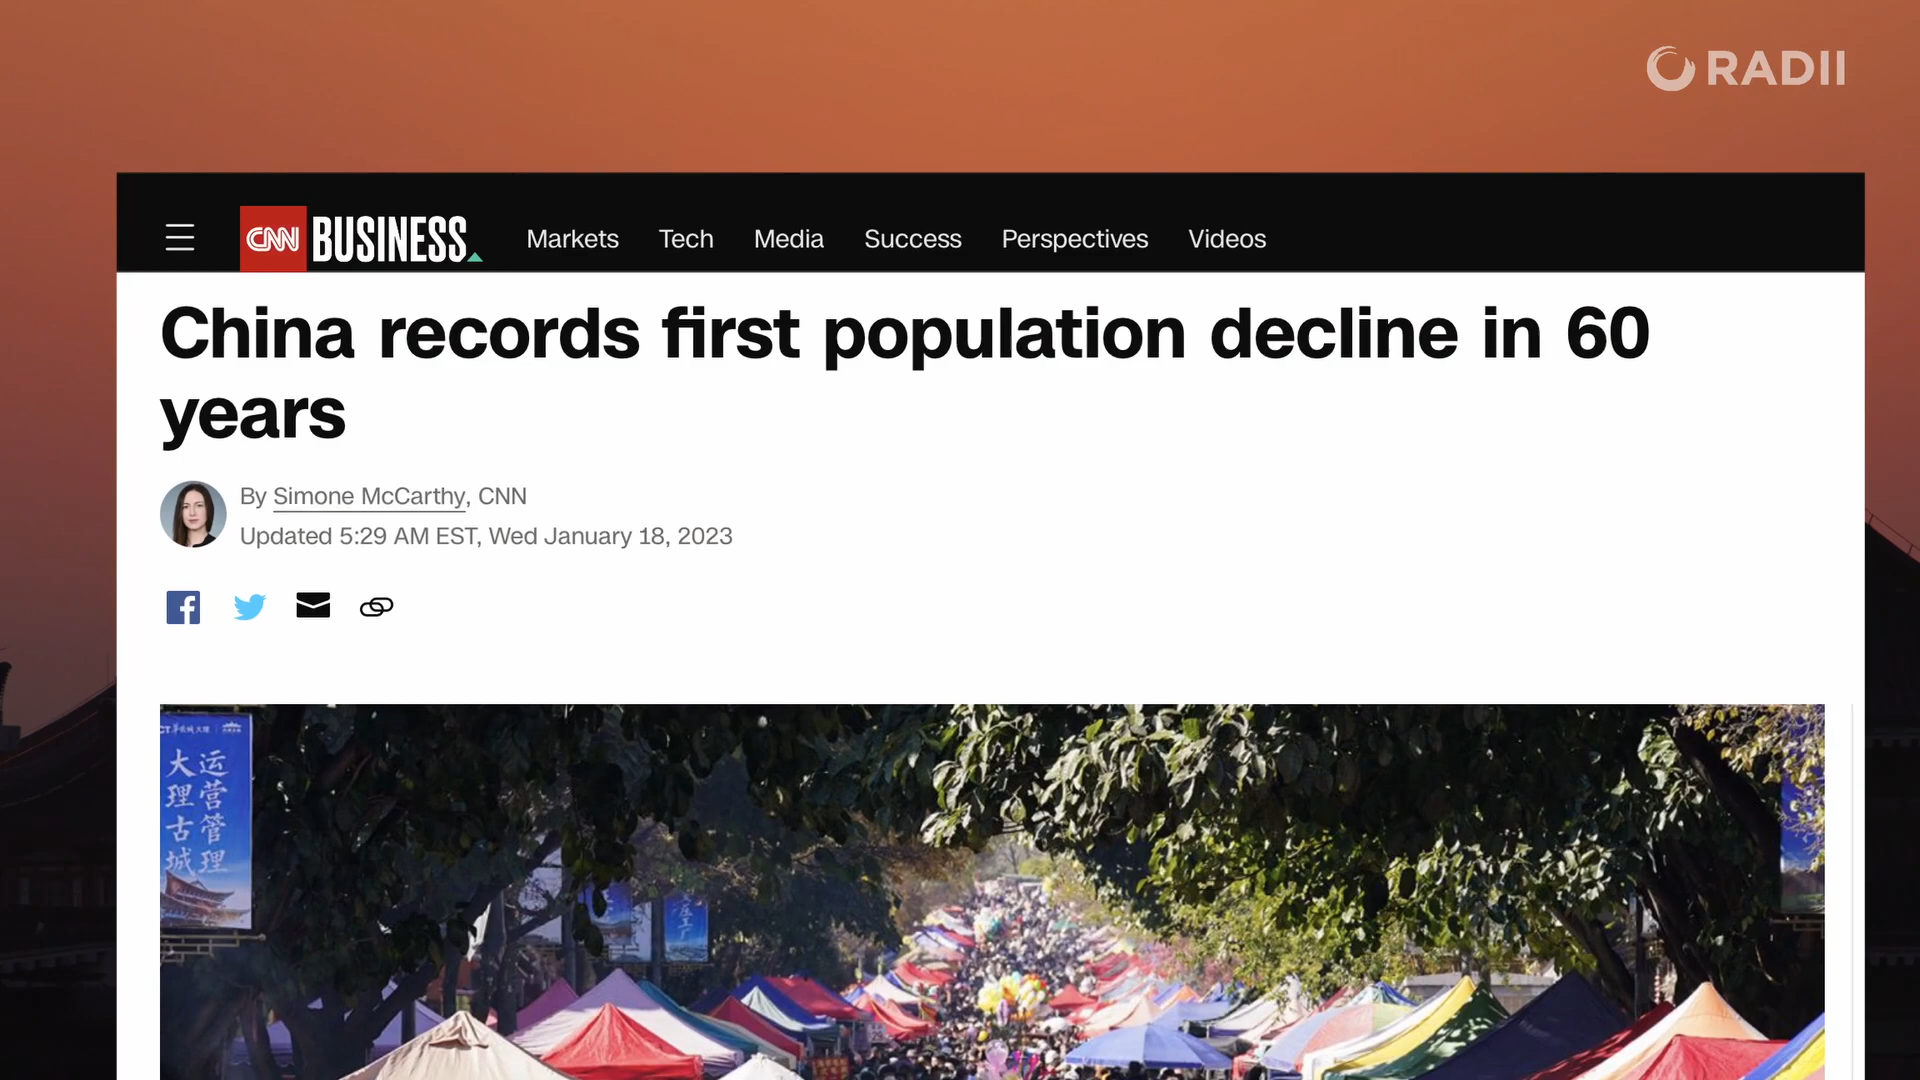 RADII
CNN BUSINESS
Markets Tech Media Success Perspectives Videos
China records first population decline in 60
years
By Simone McCarthy, CNN
Updated 5:29 AM EST, Wed January 18, 2023
大理古城
运营管理